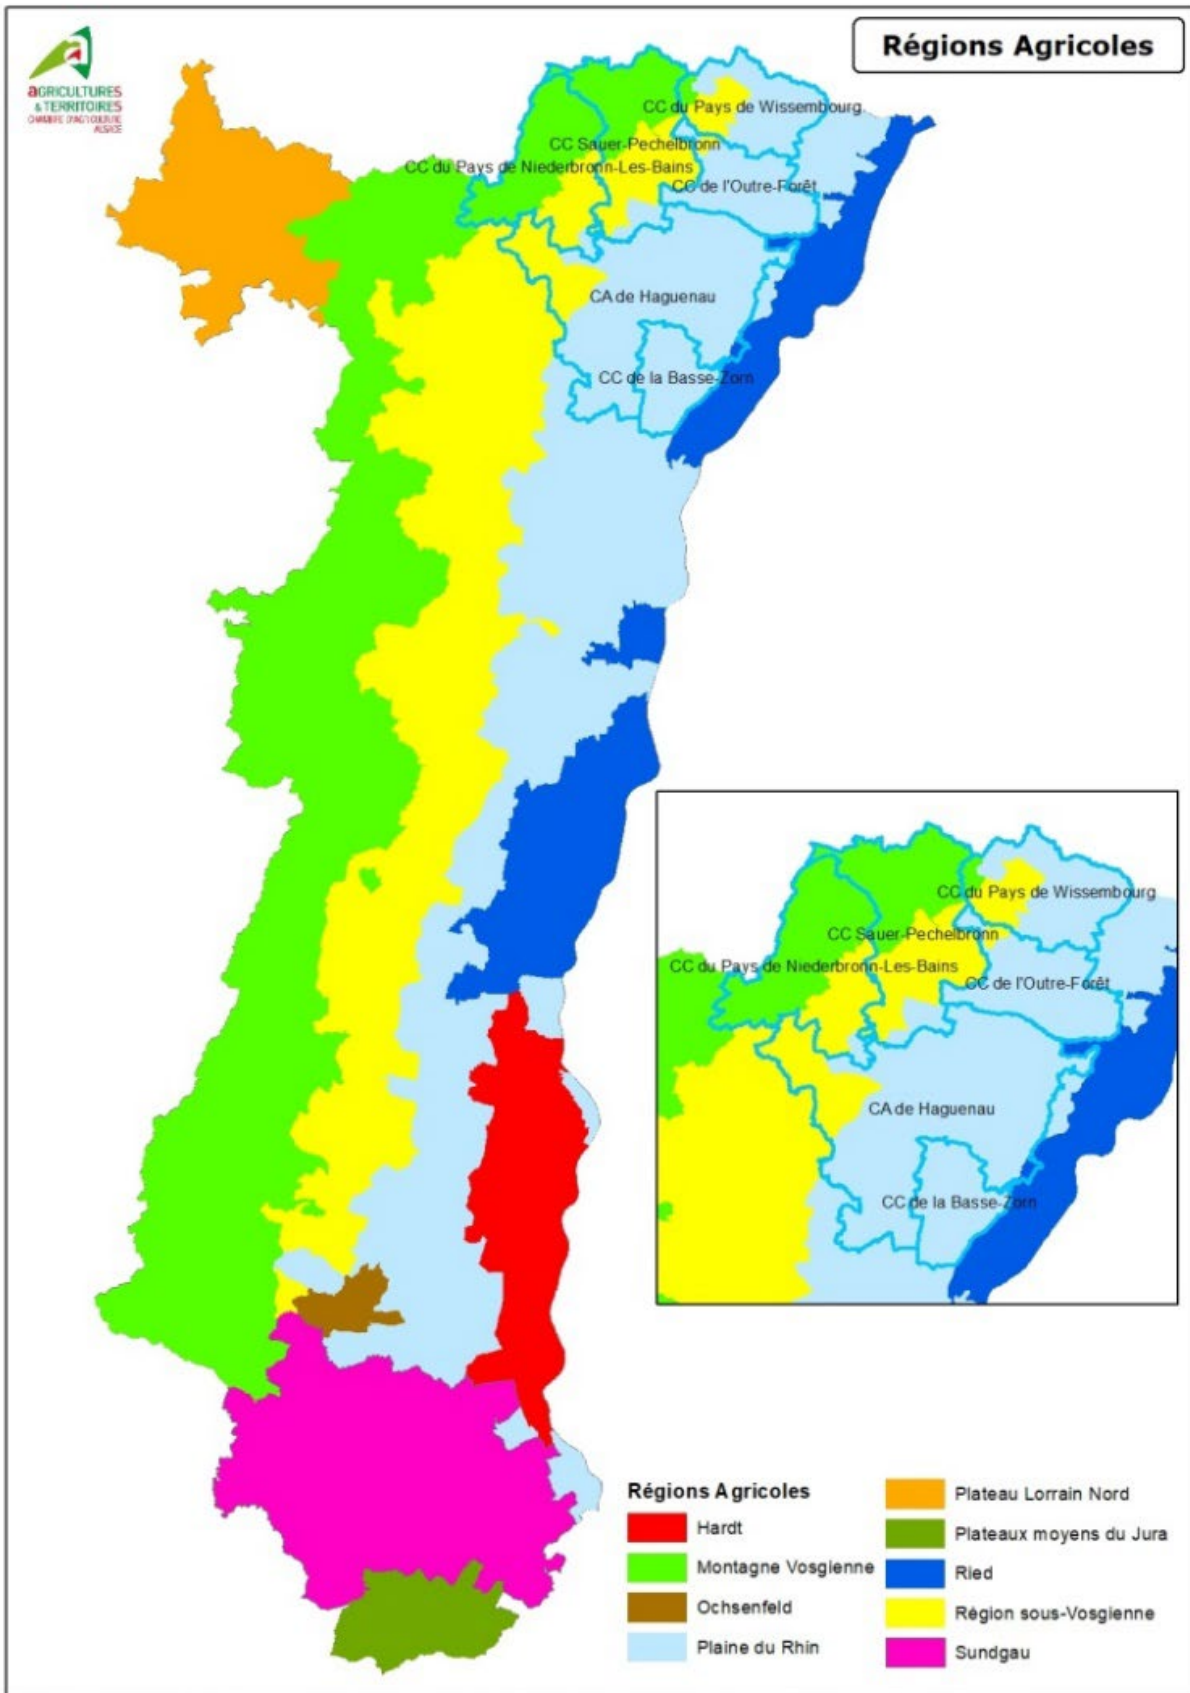 Régions Agricoles
aGRICULTURES
& TERRITOIRES
CHAMBRE D'AGRICULTURE
ALSACE
CC du Pays de Wissembourg
CC Sauer-Pechelbronn
CC du Pays de Niederbronn-Les-Bains
CC de l'Outre-Forêt
CA de Haguenau
CC de la Basse-Zorn
CC du Pays de Wissembourg
CC Sauer-Pechelbronn
CC du Pays de Niederbronn-Les-Bains
CC de l'Outre-Forêt
CA de Haguenau
CC de la Basse-Zorn
Régions Agricoles
Hardt
Montagne Vosgienne
Ochsenfeld
Plaine du Rhin
Plateau Lorrain Nord
Plateaux moyens du Jura
Ried
Région sous-Vosgienne
Sundgau